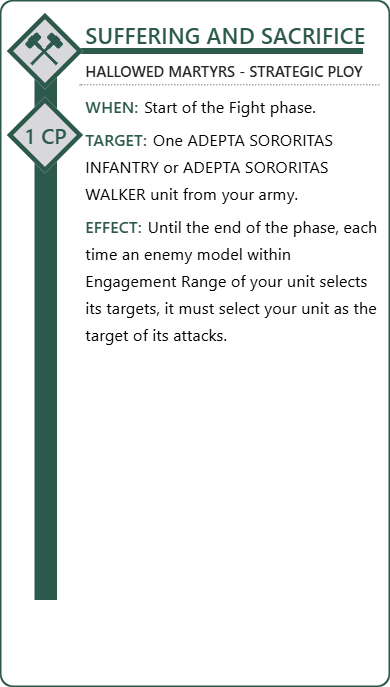 SUFFERING AND SACRIFICE
HALLOWED MARTYRS - STRATEGIC PLOY
WHEN: Start of the Fight phase.
1 CP
TARGET: One ADEPTA SORORITAS
INFANTRY or ADEPTA SORORITAS
WALKER unit from your army.
EFFECT: Until the end of the phase, each
time an enemy model within
Engagement Range of your unit selects
its targets, it must select your unit as the
target of its attacks.